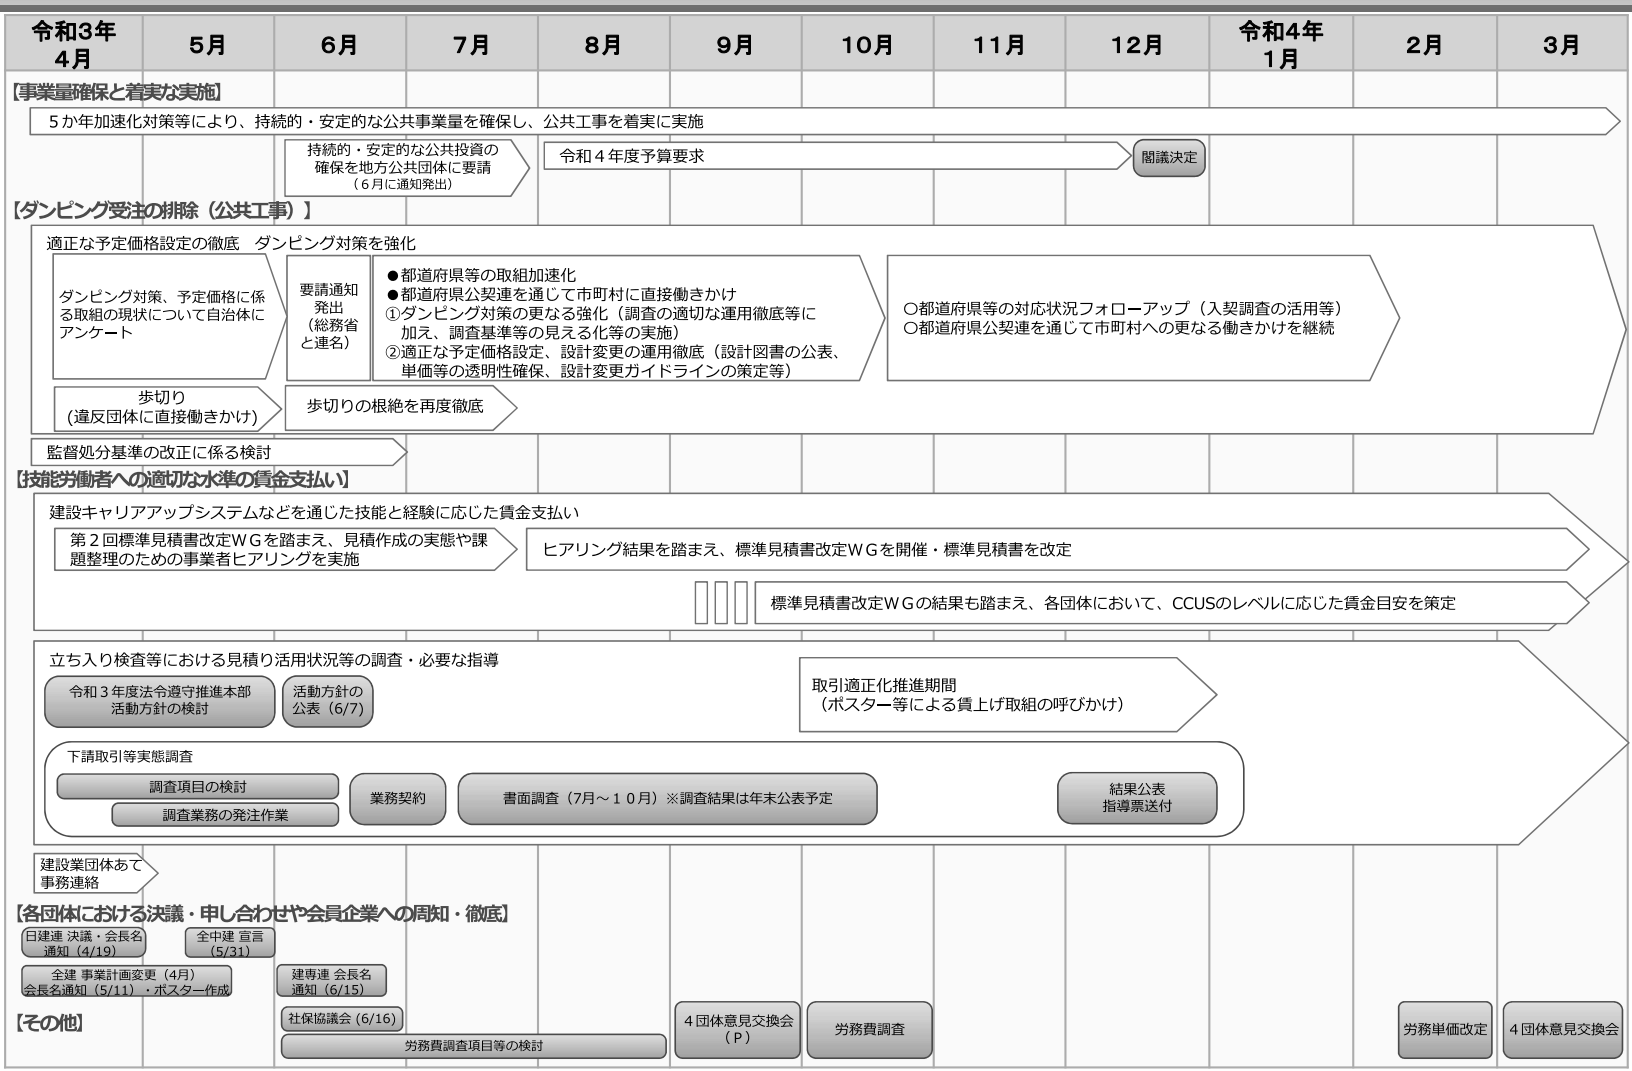 令和３年
４月
５月
６月
７月
８月
９月
１０月
１１月
１２月
令和４年
１月
２月
３月
【事業量確保と着実な実施】
５か年加速化対策等により、持続的・安定的な公共事業量を確保し、公共工事を着実に実施
持続的・安定的な公共投資の
確保を地方公共団体に要請
（６月に通知発出）
令和４年度予算要求
閣議決定
【ダンピング受注の排除（公共工事）】
適正な予定価格設定の徹底　ダンピング対策を強化
ダンピング対策、予定価格に係
る取組の現状について自治体に
アンケート
要請通知
発出
（総務省
と連名）
●都道府県等の取組加速化
●都道府県公契連を通じて市町村に直接働きかけ
①ダンピング対策の更なる強化（調査の適切な運用徹底等に
加え、調査基準等の見える化等の実施）
②適正な予定価格設定、設計変更の運用徹底（設計図書の公表、
単価等の透明性確保、設計変更ガイドラインの策定等）
〇都道府県等の対応状況フォローアップ（入契調査の活用等）
〇都道府県公契連を通じて市町村への更なる働きかけを継続
歩切り
(違反団体に直接働きかけ)
歩切りの根絶を再度徹底
監督処分基準の改正に係る検討
【技能労働者への適切な水準の賃金支払い】
建設キャリアアップシステムなどを通じた技能と経験に応じた賃金支払い
第２回標準見積書改定ＷＧを踏まえ、見積作成の実態や課
題整理のための事業者ヒアリングを実施
ヒアリング結果を踏まえ、標準見積書改定ＷＧを開催・標準見積書を改定
標準見積書改定ＷＧの結果も踏まえ、各団体において、CCUSのレベルに応じた賃金目安を策定
立ち入り検査等における見積り活用状況等の調査・必要な指導
令和３年度法令遵守推進本部
活動方針の検討
活動方針の
公表（6/7)
取引適正化推進期間
（ポスター等による賃上げ取組の呼びかけ）
下請取引等実態調査
調査項目の検討
調査業務の発注作業
業務契約
書面調査（7月～１０月）※調査結果は年末公表予定
結果公表
指導票送付
建設業団体あて
事務連絡
【各団体における決議・申し合わせや会員企業への周知・徹底】
日建連 決議・会長名
通知（4/19）
全中建 宣言
（5/31）
全建 事業計画変更（4月）
会長名通知（5/11）・ポスター作成
建専連 会長名
通知（6/15）
【その他】
社保協議会 (6/16)
労務費調査項目等の検討
４団体意見交換会
（Ｐ）
労務費調査
労務単価改定
４団体意見交換会